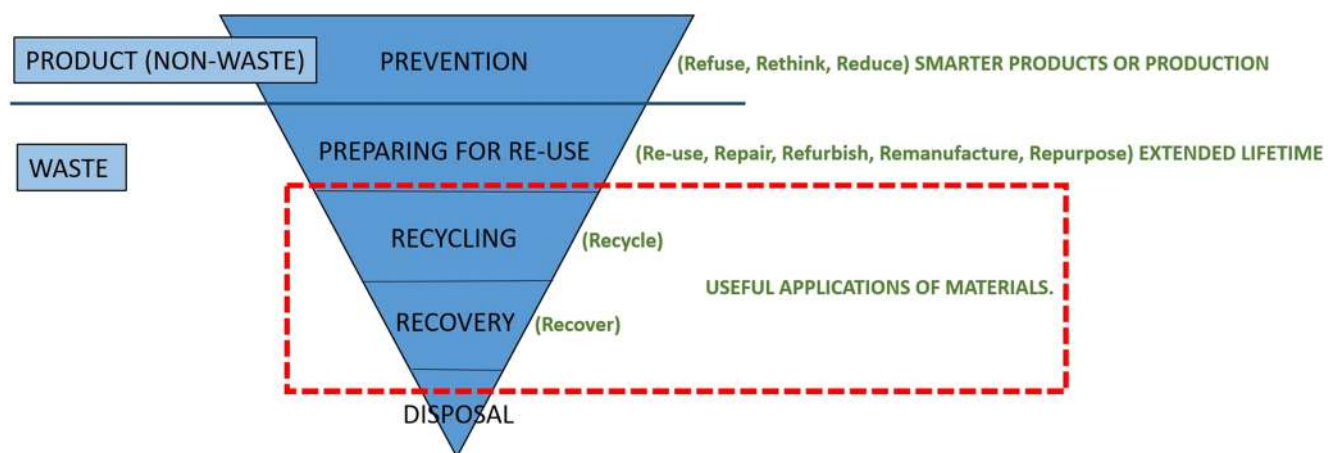 PRODUCT (NON-WASTE)
PREVENTION
(Refuse, Rethink, Reduce) SMARTER PRODUCTS OR PRODUCTION
WASTE
PREPARING FOR RE-USE
(Re-use, Repair, Refurbish, Remanufacture, Repurpose) EXTENDED LIFETIME
RECYCLING
(Recycle)
USEFUL APPLICATIONS OF MATERIALS.
RECOVERY
(Recover)
DISPOSAL